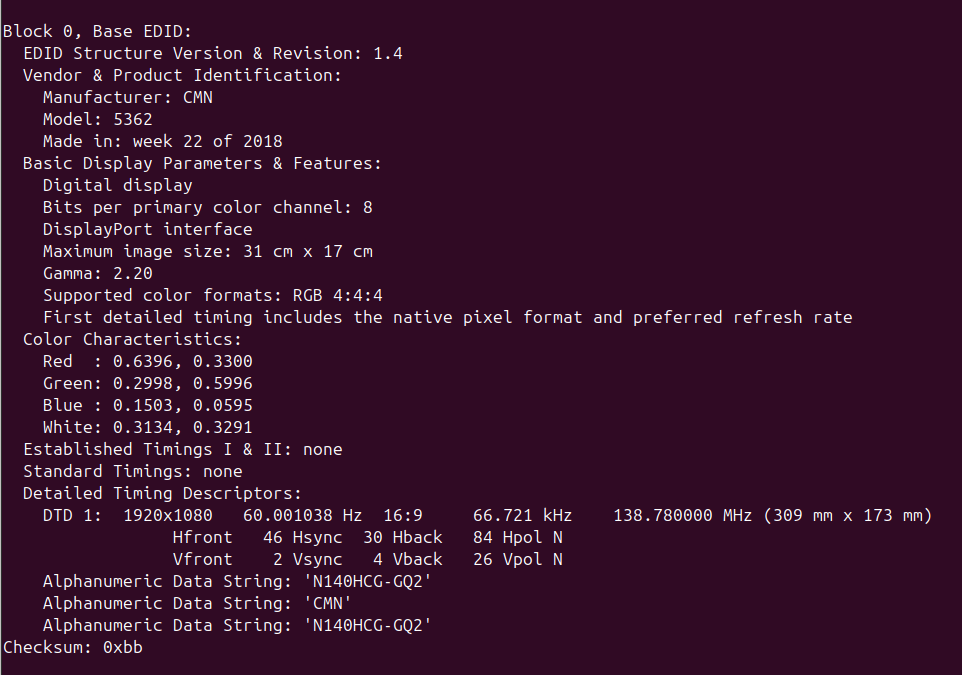 Block 0, Base EDID:
  EDID Structure Version & Revision: 1.4
  Vendor & Product Identification:
    Manufacturer: CMN
    Model: 5362
    Made in: week 22 of 2018
  Basic Display Parameters & Features:
    Digital display
    Bits per primary color channel: 8
    DisplayPort interface
    Maximum image size: 31 cm x 17 cm
    Gamma: 2.20
    Supported color formats: RGB 4:4:4
    First detailed timing includes the native pixel format and preferred refresh rate
  Color Characteristics:
    Red  : 0.6396, 0.3300
    Green: 0.2998, 0.5996
    Blue : 0.1503, 0.0595
    White: 0.3134, 0.3291
  Established Timings I & II: none
  Standard Timings: none
  Detailed Timing Descriptors:
    DTD 1:  1920x1080   60.001038 Hz  16:9     66.721 kHz    138.780000 MHz (309 mm x 173 mm)
                 Hfront   46 Hsync  30 Hback   84 Hpol N
                 Vfront    2 Vsync   4 Vback   26 Vpol N
    Alphanumeric Data String: 'N140HCG-GQ2'
    Alphanumeric Data String: 'CMN'
    Alphanumeric Data String: 'N140HCG-GQ2'
Checksum: 0xbb